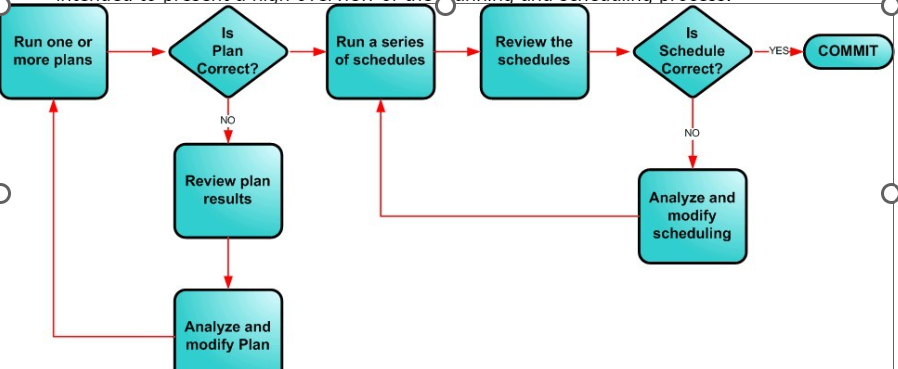 Run one or
more plans
Is
Plan
Correct?
Run a series
of schedules
Review the
schedules
Is
Schedule
Correct?
YES
COMMIT
NO
NO
Review plan
results
Analyze and
modify
scheduling
Analyze and
modify Plan